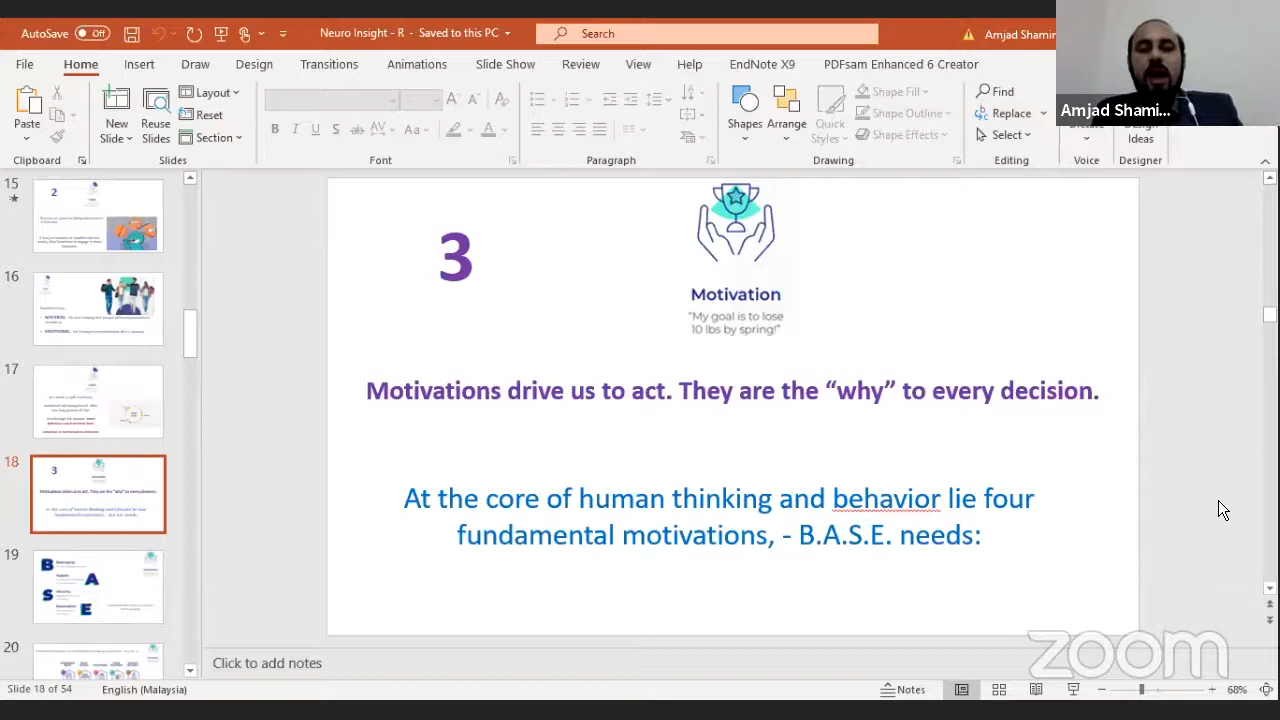 AutoSave Off Neuro Insight - R - Saved to this PC Search Amjad Shamim
File Home Insert Draw Design Transitions Animations Slide Show Review View Help EndNote X9 PDFsam Enhanced 6 Creator
Amjad Shami...
Paste New Slide Reuse Slides Layout Reset Section
B I U S ab AV Aa A
Shapes Arrange Quick Styles Shape Fill Shape Outline Shape Effects
Find Replace Select
Ideas
Clipboard Slides Font Paragraph Drawing Editing Voice Designer
15
2
16
17
18
3
19
B
A
S
E
20
3
Motivation
"My goal is to lose
10 lbs by spring!"
Motivations drive us to act. They are the “why” to every decision.
At the core of human thinking and behavior lie four
fundamental motivations, - B.A.S.E. needs:
zoom
Click to add notes
Slide 18 of 54 English (Malaysia) Notes 68%